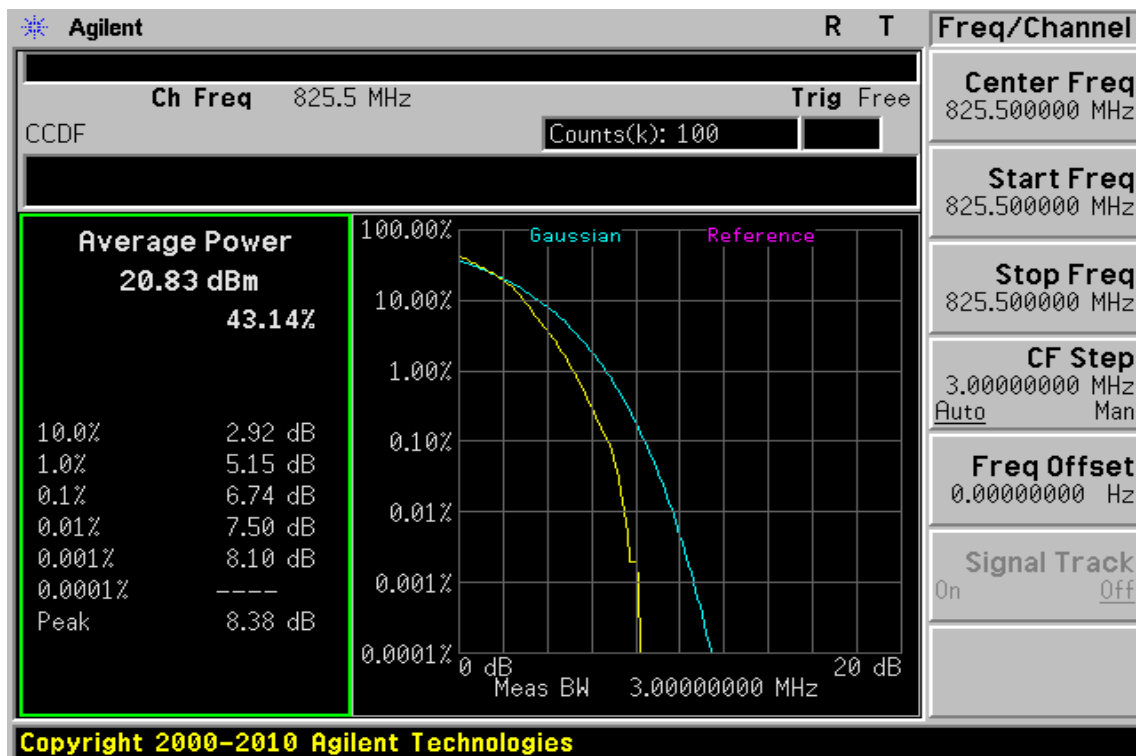 Agilent R T Freq/Channel
Ch Freq 825.5 MHz Trig Free
CCDF Counts(k): 100
Center Freq
825.500000 MHz
Start Freq
825.500000 MHz
Stop Freq
825.500000 MHz
CF Step
3.00000000 MHz
Auto Man
Freq Offset
0.00000000 Hz
Signal Track
On Off
Average Power
20.83 dBm
43.14%
10.0% 2.92 dB
1.0% 5.15 dB
0.1% 6.74 dB
0.01% 7.50 dB
0.001% 8.10 dB
0.0001% ----
Peak 8.38 dB
Gaussian Reference
100.00%
10.00%
1.00%
0.10%
0.01%
0.001%
0.0001%
0 dB 20 dB
Meas BW 3.00000000 MHz
Copyright 2000-2010 Agilent Technologies